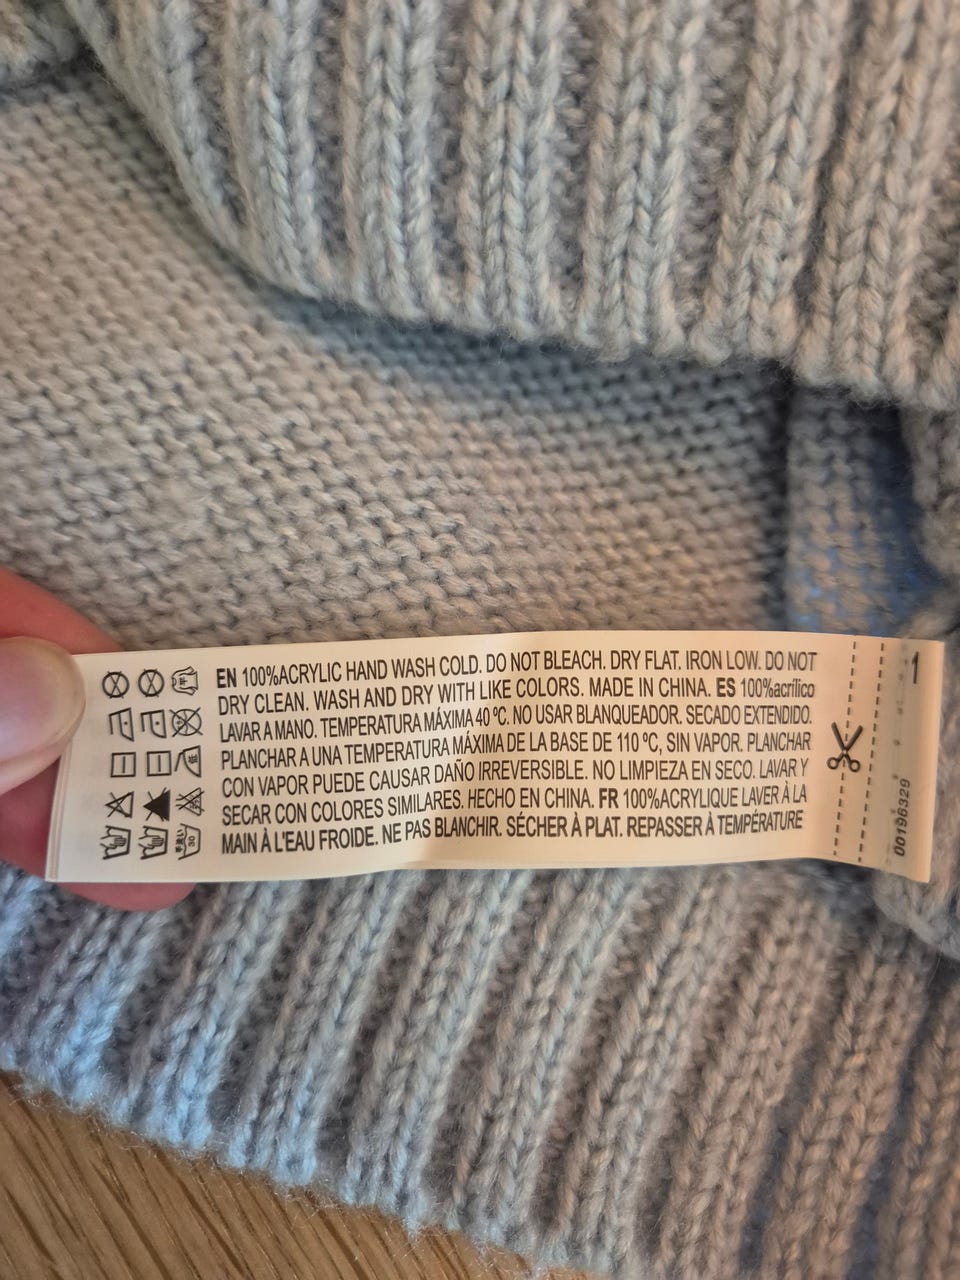 EN 100%ACRYLIC HAND WASH COLD. DO NOT BLEACH. DRY FLAT. IRON LOW. DO NOT
DRY CLEAN. WASH AND DRY WITH LIKE COLORS. MADE IN CHINA. ES 100%acrílico
LAVAR A MANO. TEMPERATURA MÁXIMA 40 ºC. NO USAR BLANQUEADOR. SECADO EXTENDIDO.
PLANCHAR A UNA TEMPERATURA MÁXIMA DE LA BASE DE 110 ºC, SIN VAPOR. PLANCHAR
CON VAPOR PUEDE CAUSAR DAÑO IRREVERSIBLE. NO LIMPIEZA EN SECO. LAVAR Y
SECAR CON COLORES SIMILARES. HECHO EN CHINA. FR 100%ACRYLIQUE LAVER À LA
MAIN À L'EAU FROIDE. NE PAS BLANCHIR. SÉCHER À PLAT. REPASSER À TEMPÉRATURE
1
00196329